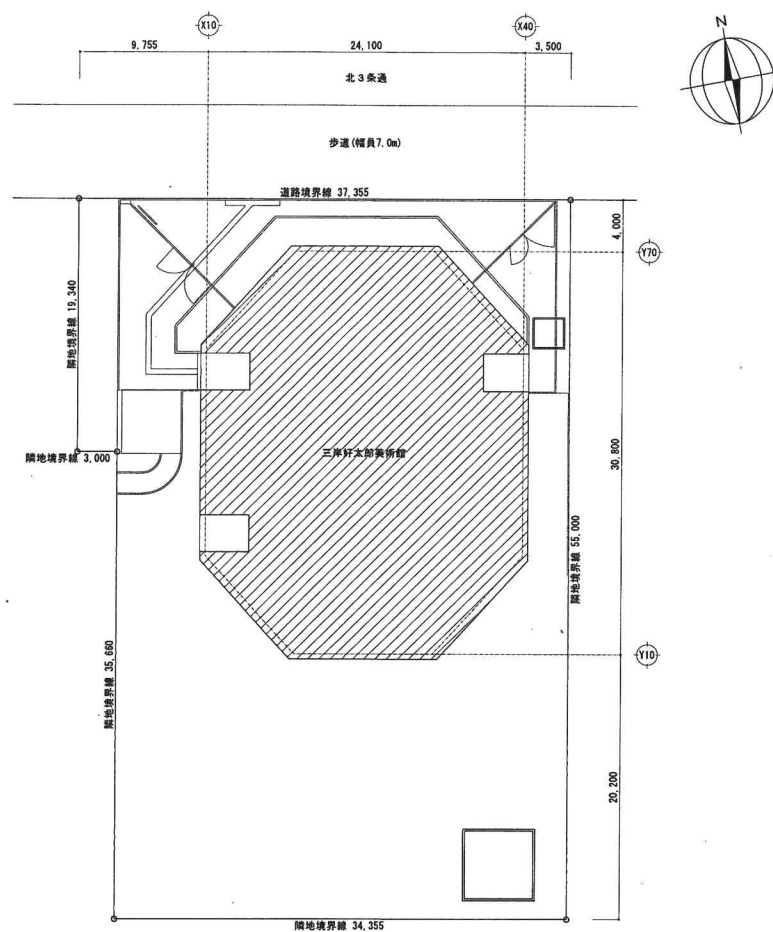 X10
X40
N
9,755
24,100
3,500
北3条通
歩道(幅員7.0m)
道路境界線 37,355
4,000
Y70
隣地境界線 19,340
隣地境界線 3,000
三岸好太郎美術館
30,800
隣地境界線 55,000
隣地境界線 35,660
Y10
20,200
隣地境界線 34,355